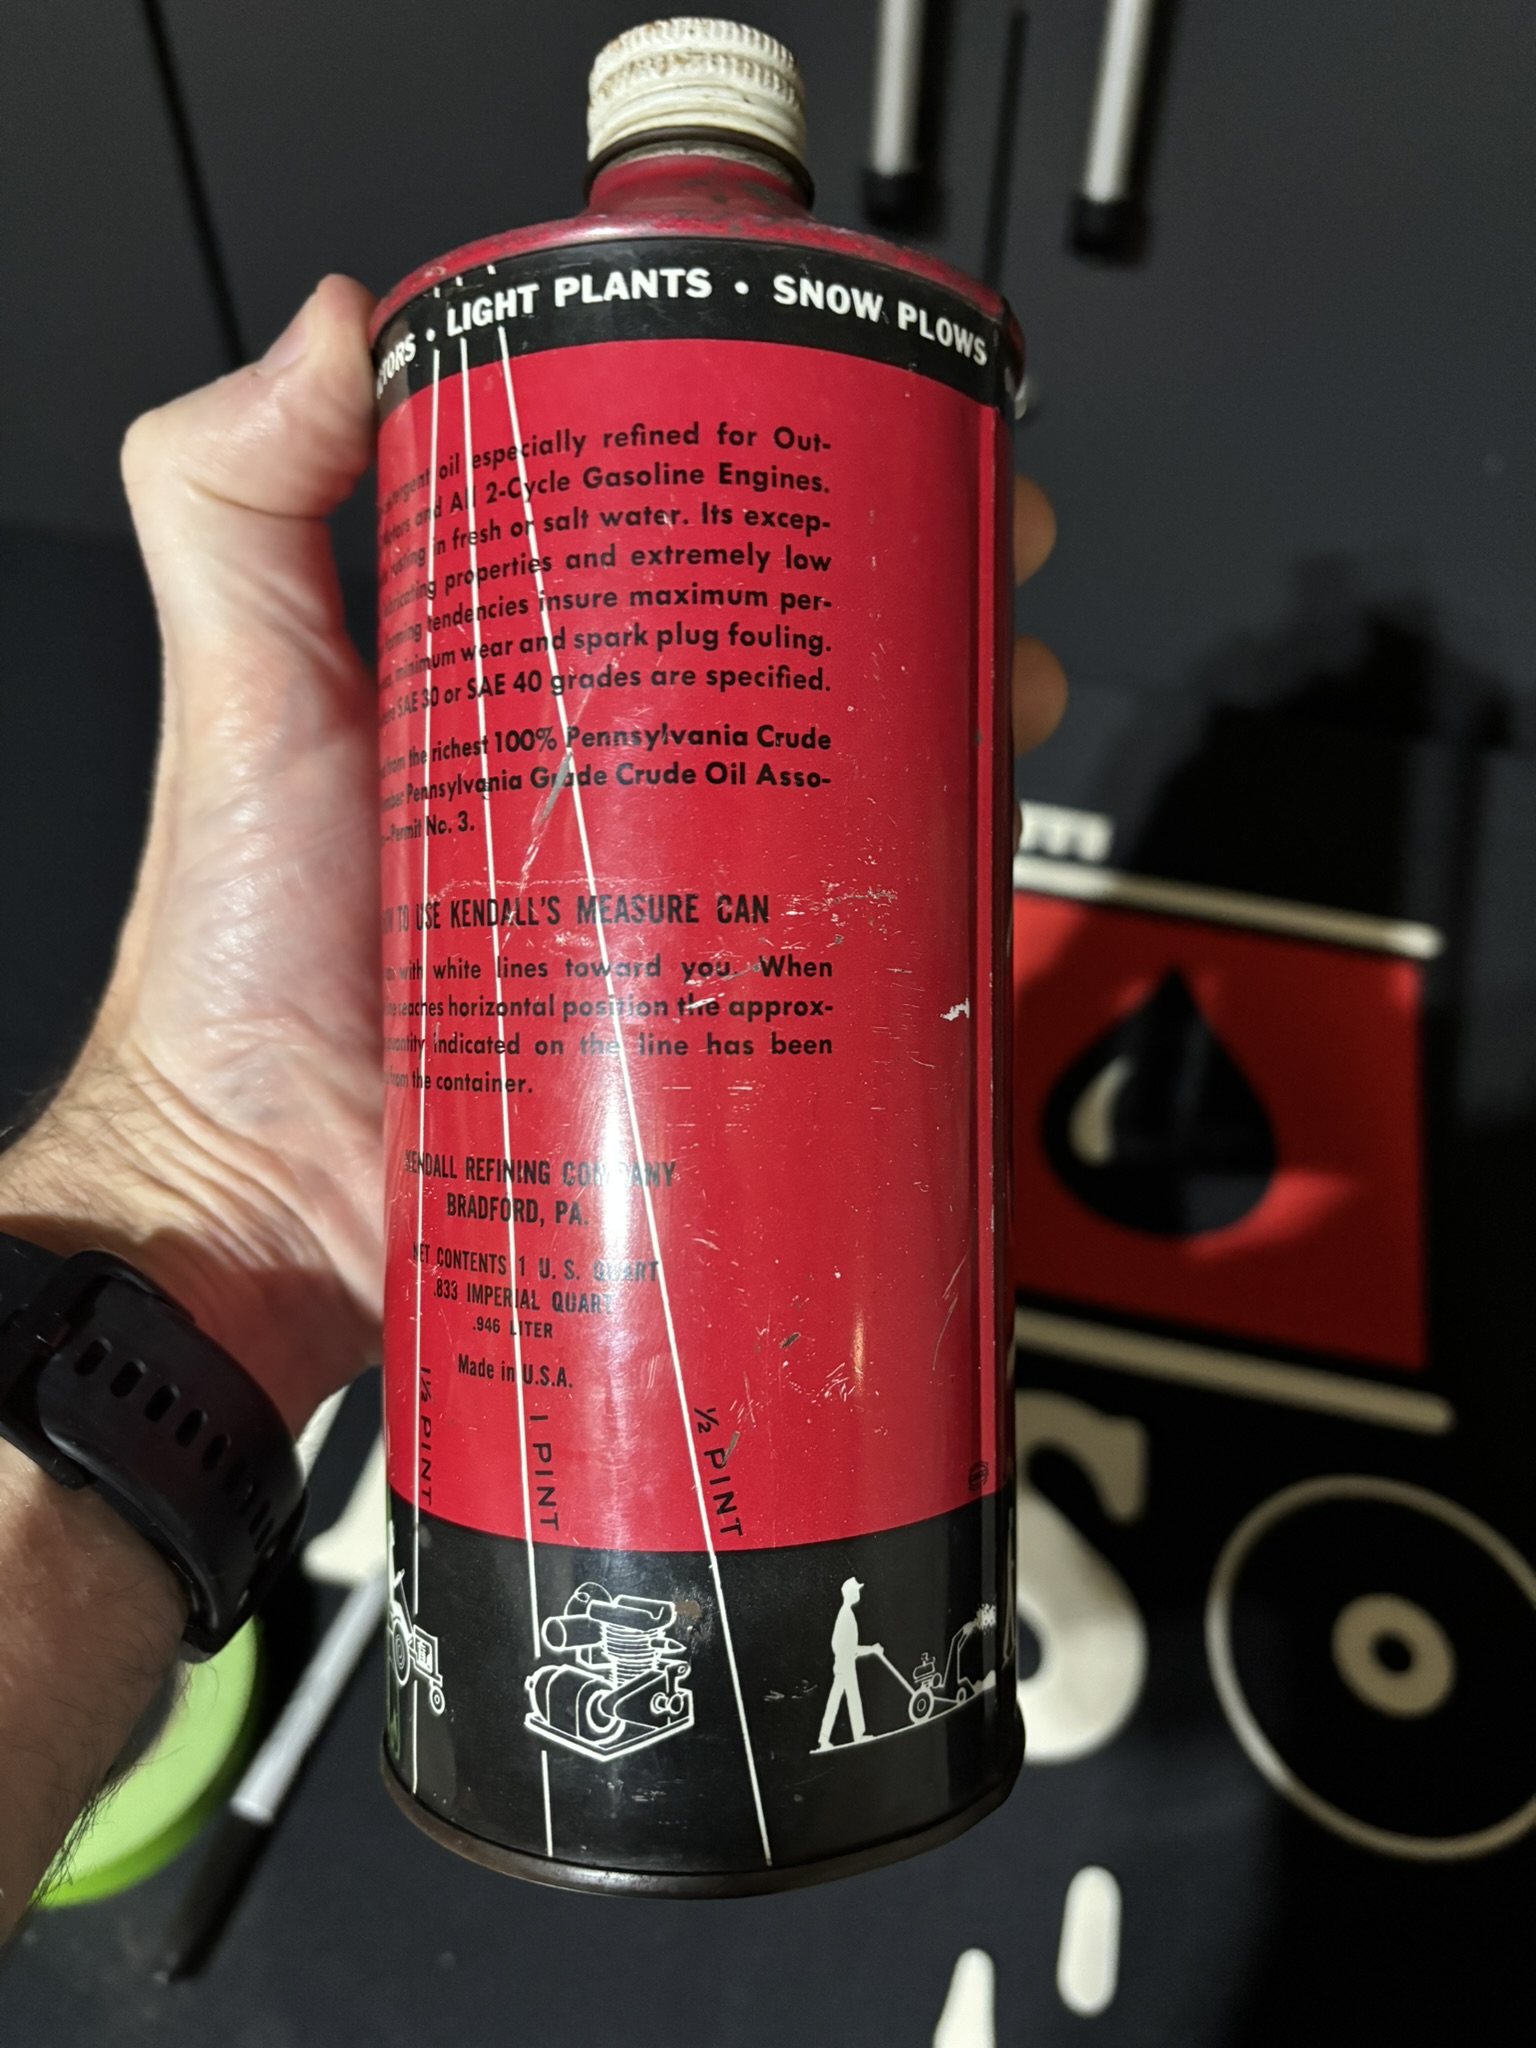 LIGHT PLANTS • SNOW PLOWS
oil especially refined for Out-
and All 2-Cycle Gasoline Engines.
in fresh or salt water. Its excep-
properties and extremely low
tendencies insure maximum per-
minimum wear and spark plug fouling.
SAE 30 or SAE 40 grades are specified.
from the richest 100% Pennsylvania Crude
Pennsylvania Grade Crude Oil Asso-
Permit No. 3.
TO USE KENDALL'S MEASURE CAN
with white lines toward you. When
reaches horizontal position the approx-
indicated on the line has been
from the container.
KENDALL REFINING COMPANY
BRADFORD, PA.
NET CONTENTS 1 U. S. QUART
.833 IMPERIAL QUART
.946 LITER
Made in U.S.A.
1½ PINT
1 PINT
½ PINT